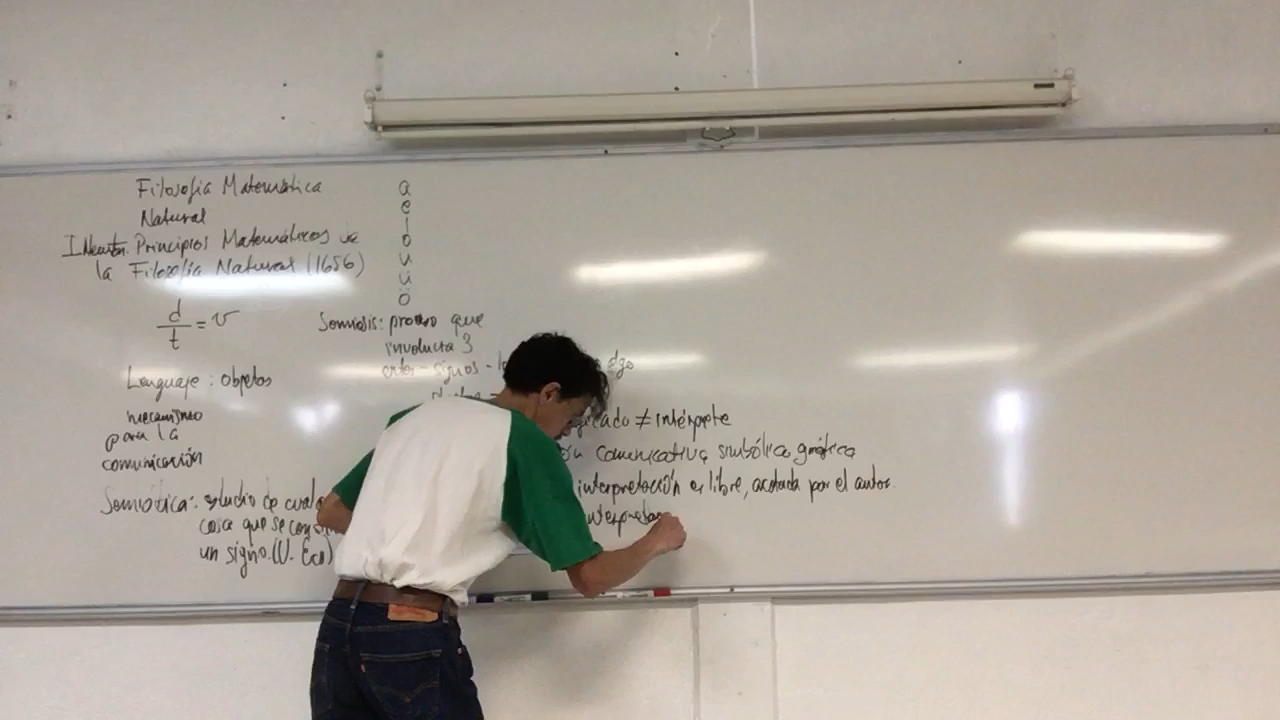 Filosofía Matemática
Natural
I. Newton: Principios Matemáticos de
la Filosofía Natural (1656)
d
t
= v
Lenguaje : objetos
mecanismo
para la
comunicación
Semiótica: estudio de
cosa que se
un signo. (U. Eco)
a
e
i
o
u
ü
ö
Semiosis: proceso que
involucra 3
signos -
algo
≠ intérprete
comunicativa simbólica gráfica
interpretación es libre, acotada por el autor.